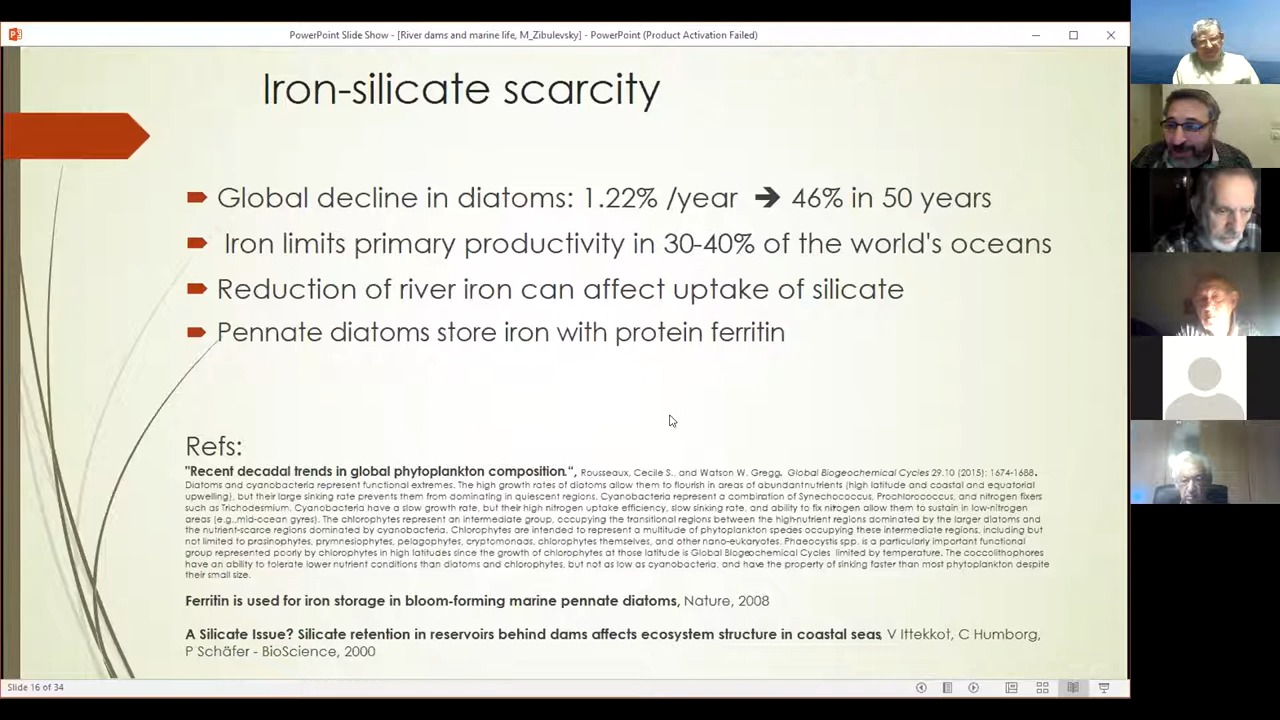 PowerPoint Slide Show - [River dams and marine life, M_Zibulevsky] - PowerPoint (Product Activation Failed)
Iron-silicate scarcity
Global decline in diatoms: 1.22% /year ➔ 46% in 50 years
Iron limits primary productivity in 30-40% of the world's oceans
Reduction of river iron can affect uptake of silicate
Pennate diatoms store iron with protein ferritin
Refs:
"Recent decadal trends in global phytoplankton composition.", Rousseaux, Cecile S., and Watson W. Gregg. Global Biogeochemical Cycles 29.10 (2015): 1674-1688.
Diatoms and cyanobacteria represent functional extremes. The high growth rates of diatoms allow them to flourish in areas of abundant nutrients (high latitude and coastal and equatorial
upwelling), but their large sinking rate prevents them from dominating in quiescent regions. Cyanobacteria represent a combination of Synechococcus, Prochlorococcus, and nitrogen fixers
such as Trichodesmium. Cyanobacteria have a slow growth rate, but their high nitrogen uptake efficiency, slow sinking rate, and ability to fix nitrogen allow them to sustain in low-nitrogen
areas (e.g., mid-ocean gyres). The chlorophytes represent an intermediate group, occupying the transitional regions between the high-nutrient regions dominated by the larger diatoms and
the nutrient-scarce regions dominated by cyanobacteria. Chlorophytes are intended to represent a multitude of phytoplankton species occupying these intermediate regions, including but
not limited to prasinophytes, prymnesiophytes, pelagophytes, cryptomonads, chlorophytes themselves, and other nano-eukaryotes. Phaeocystis spp. is a particularly important functional
group represented poorly by chlorophytes in high latitudes since the growth of chlorophytes at those latitude is Global Biogeochemical Cycles limited by temperature. The coccolithophores
have an ability to tolerate lower nutrient conditions than diatoms and chlorophytes, but not as low as cyanobacteria, and have the property of sinking faster than most phytoplankton despite
their small size.
Ferritin is used for iron storage in bloom-forming marine pennate diatoms, Nature, 2008
A Silicate Issue? Silicate retention in reservoirs behind dams affects ecosystem structure in coastal seas, V Ittekkot, C Humborg,
P Schäfer - BioScience, 2000
Slide 16 of 34